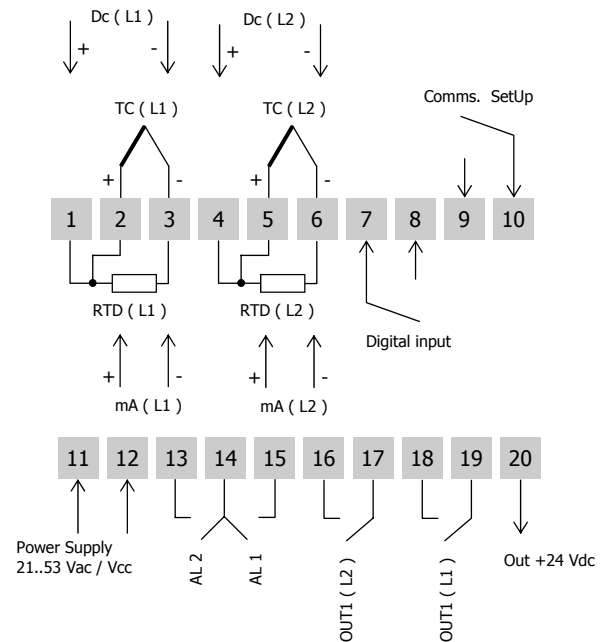 Dc ( L1 ) Dc ( L2 )
+ - + -
TC ( L1 ) TC ( L2 ) Comms. SetUp
+ - + -
1 2 3 4 5 6 7 8 9 10
RTD ( L1 ) RTD ( L2 )
Digital input
+ - + -
mA ( L1 ) mA ( L2 )
11 12 13 14 15 16 17 18 19 20
Power Supply
21..53 Vac / Vcc
AL 2
AL 1
OUT1 ( L2 )
OUT1 ( L1 )
Out +24 Vdc